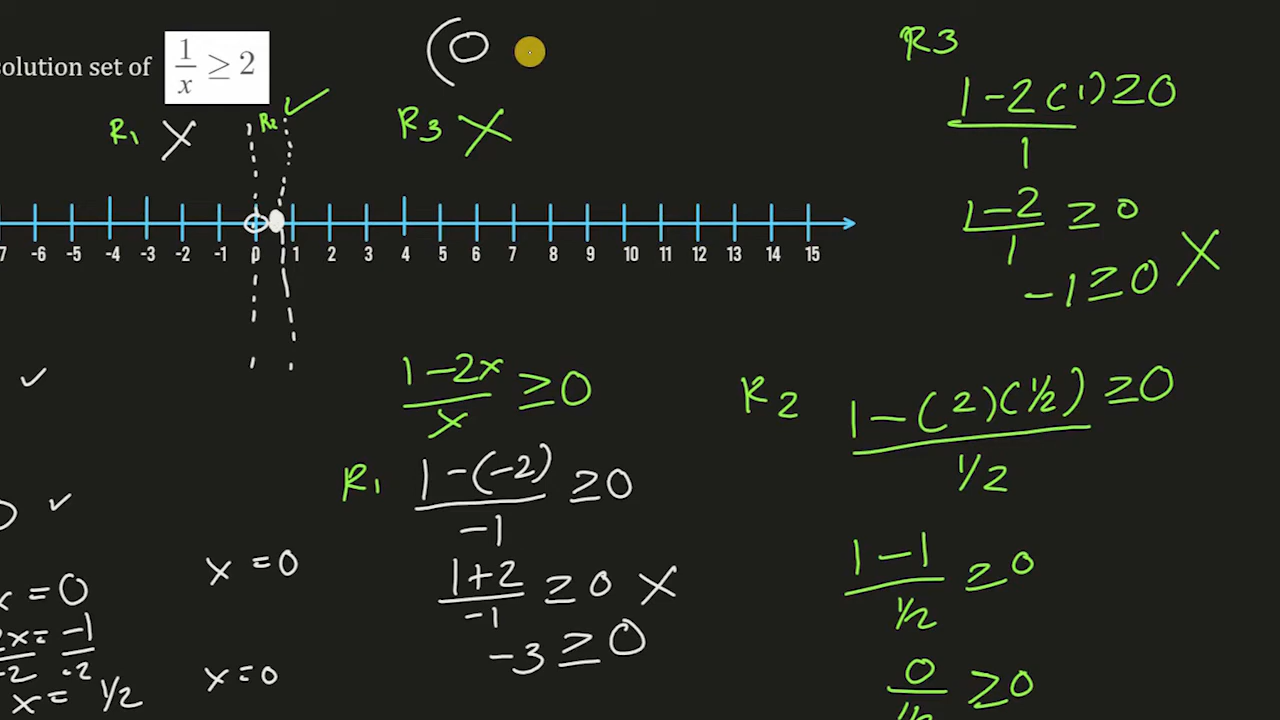 solution set of 1/x ≥ 2
(0
R1 X
R2 ✓
R3 X
7 -6 -5 -4 -3 -2 -1 0 1 2 3 4 5 6 7 8 9 10 11 12 13 14 15
✓
✓
x = 0
x = -1
-2 -2
x = 1/2
x = 0
x = 0
1-2x/x ≥ 0
R1 1-(-2)/-1 ≥ 0
1+2/-1 ≥ 0 X
-3 ≥ 0
R3
1-2(1)/1 ≥ 0
1-2/1 ≥ 0
-1 ≥ 0 X
R2 1-(2)(1/2)/1/2 ≥ 0
1-1/1/2 ≥ 0
0/1/2 ≥ 0